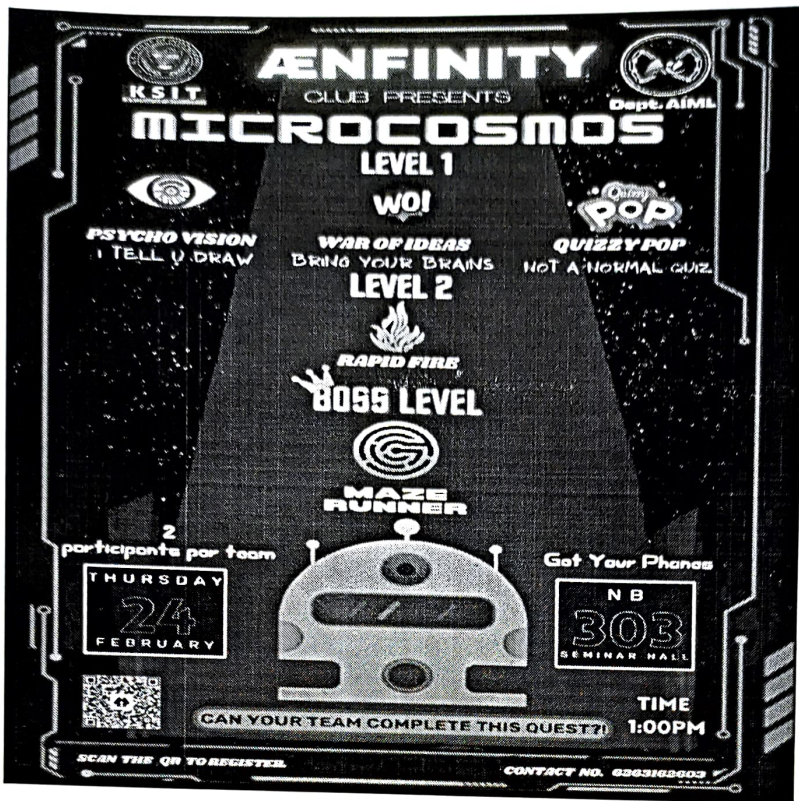 KSIT
ÆNFINITY
CLUB PRESENTS
Dept. AIML
MICROCOSMOS
LEVEL 1
WO!
Quizzy
POP
PSYCHO VISION
I TELL U DRAW
WAR OF IDEAS
BRING YOUR BRAINS
QUIZZY POP
NOT A NORMAL QUIZ
LEVEL 2
RAPID FIRE
BOSS LEVEL
MAZE
RUNNER
2
participants per team
THURSDAY
24
FEBRUARY
Get Your Phones
NB
303
SEMINAR HALL
CAN YOUR TEAM COMPLETE THIS QUEST?!
TIME
1:00PM
SCAN THE QR TO REGISTER
CONTACT NO.